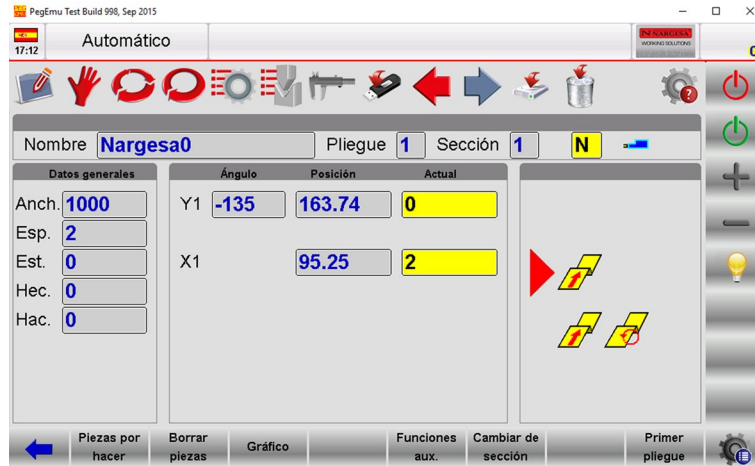 PegEmu Test Build 998, Sep 2015
17:12
Automático
NARGESA
WORKING SOLUTIONS
Nombre Nargesa0 Pliegue 1 Sección 1 N
Datos generales
Ángulo Posición Actual
Anch. 1000
Y1 -135 163.74 0
Esp. 2
Est. 0
X1 95.25 2
Hec. 0
Hac. 0
Piezas por
hacer
Borrar
piezas
Gráfico
Funciones
aux.
Cambiar de
sección
Primer
pliegue